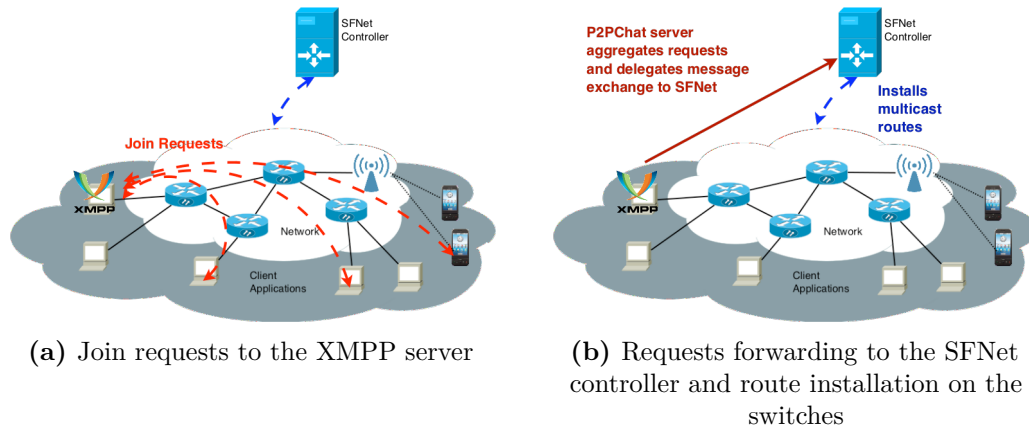 SFNet
Controller
Join Requests
XMPP
Network
Client
Applications
(a) Join requests to the XMPP server
P2PChat server
aggregates requests
and delegates message
exchange to SFNet
SFNet
Controller
Installs
multicast
routes
XMPP
Network
Client
Applications
(b) Requests forwarding to the SFNet
controller and route installation on the
switches